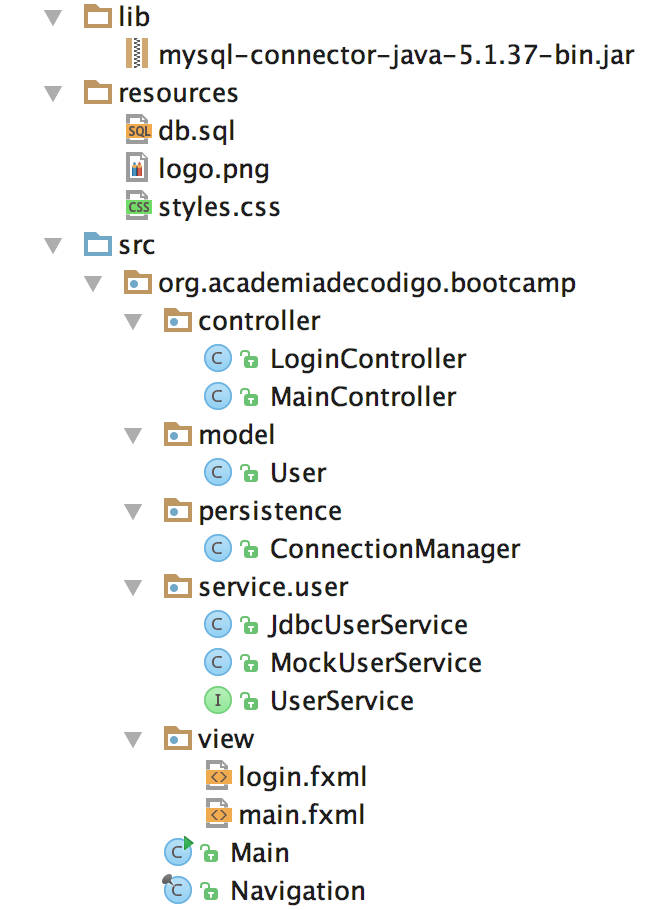 lib
mysql-connector-java-5.1.37-bin.jar
resources
SQL db.sql
logo.png
CSS styles.css
src
org.academiadecodigo.bootcamp
controller
C T LoginController
C T MainController
model
C T User
persistence
C T ConnectionManager
service.user
C T JdbcUserService
C T MockUserService
I T UserService
view
<> login.fxml
<> main.fxml
C T Main
C T Navigation